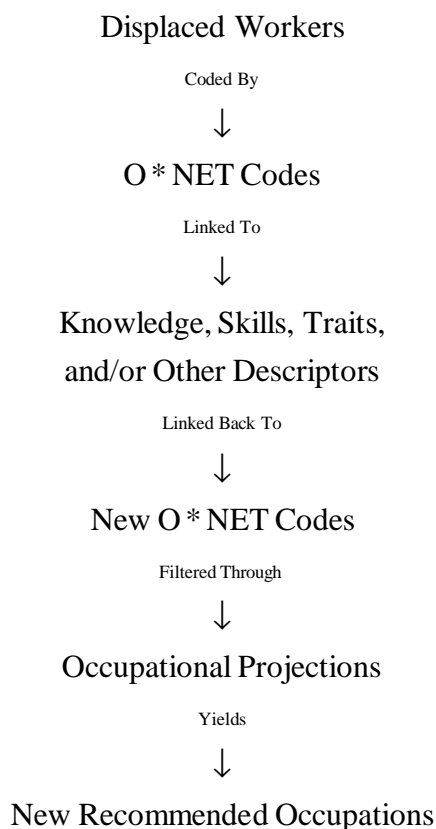 Displaced Workers
Coded By
↓
O * NET Codes
Linked To
↓
Knowledge, Skills, Traits,
and/or Other Descriptors
Linked Back To
↓
New O * NET Codes
Filtered Through
↓
Occupational Projections
Yields
↓
New Recommended Occupations